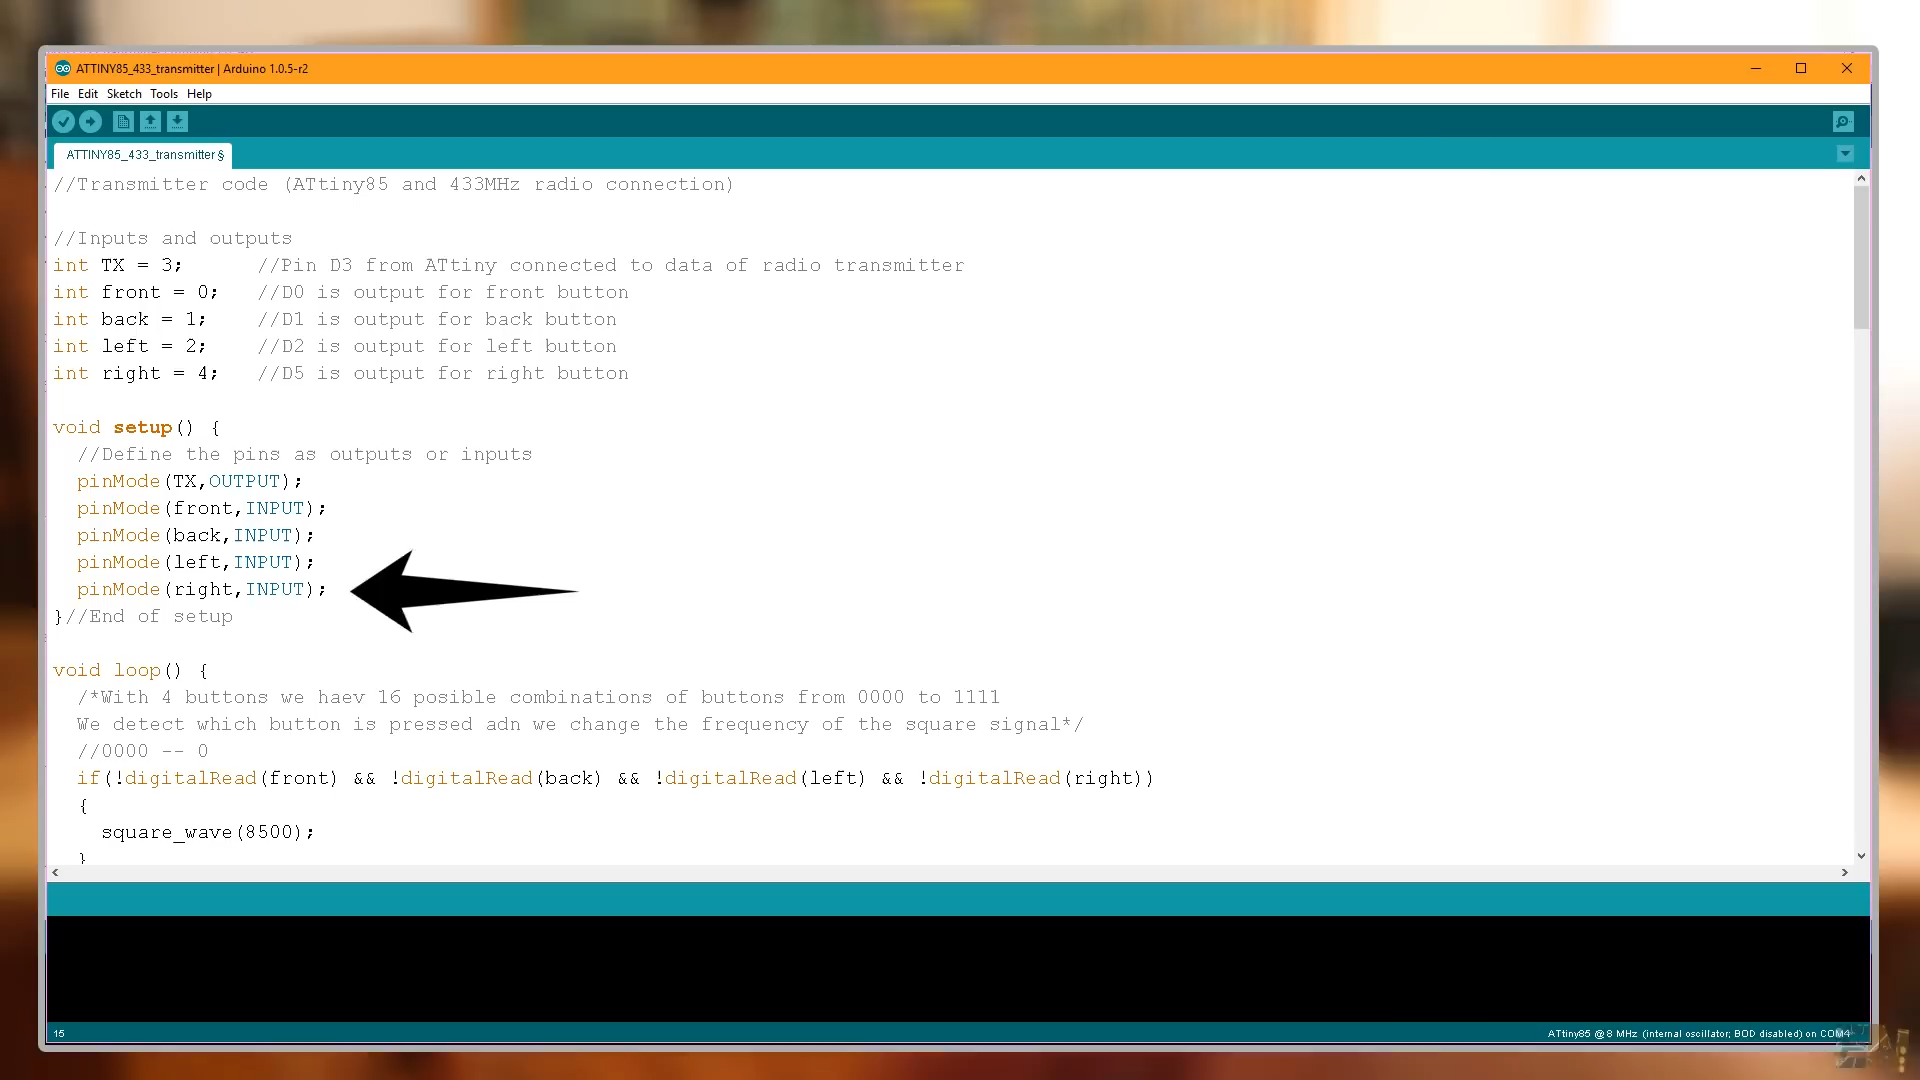 ATTINY85_433_transmitter | Arduino 1.0.5-r2
File Edit Sketch Tools Help
ATTINY85_433_transmitter §
//Transmitter code (ATtiny85 and 433MHz radio connection)
//Inputs and outputs
int TX = 3; //Pin D3 from ATtiny connected to data of radio transmitter
int front = 0; //D0 is output for front button
int back = 1; //D1 is output for back button
int left = 2; //D2 is output for left button
int right = 4; //D5 is output for right button
void setup() {
//Define the pins as outputs or inputs
pinMode(TX,OUTPUT);
pinMode(front,INPUT);
pinMode(back,INPUT);
pinMode(left,INPUT);
pinMode(right,INPUT);
}//End of setup
void loop() {
/*With 4 buttons we haev 16 posible combinations of buttons from 0000 to 1111
We detect which button is pressed adn we change the frequency of the square signal*/
//0000 -- 0
if(!digitalRead(front) && !digitalRead(back) && !digitalRead(left) && !digitalRead(right))
{
square_wave(8500);
}
15
ATtiny85 @ 8 MHz (internal oscillator; BOD disabled) on COM4